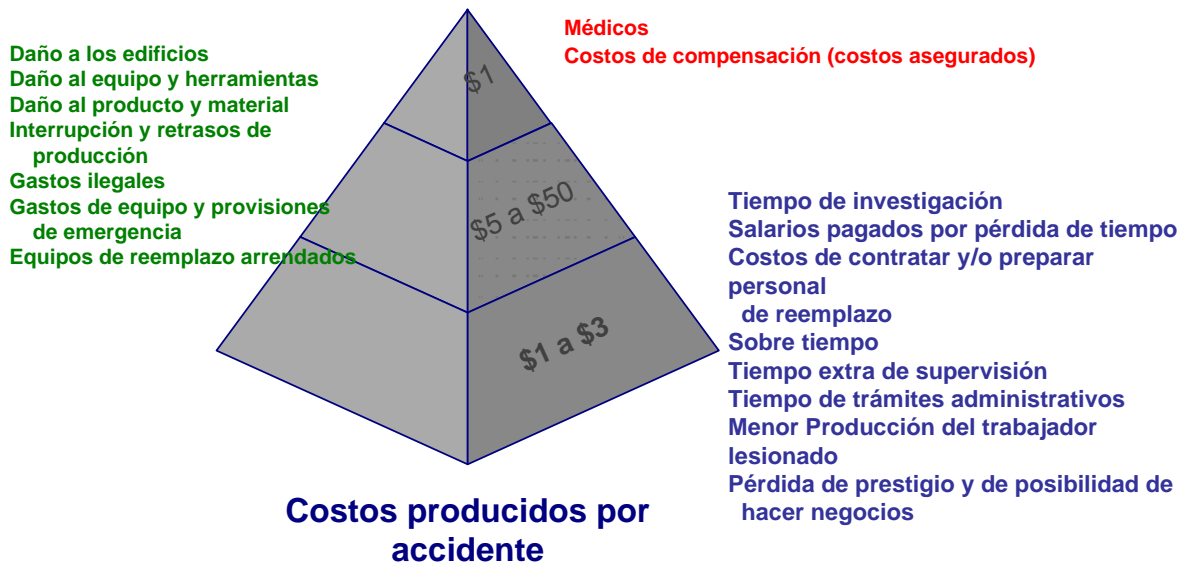 Médicos
Costos de compensación (costos asegurados)
Daño a los edificios
Daño al equipo y herramientas
Daño al producto y material
Interrupción y retrasos de
producción
Gastos ilegales
Gastos de equipo y provisiones
de emergencia
Equipos de reemplazo arrendados
$1
$5 a $50
$1 a $3
Tiempo de investigación
Salarios pagados por pérdida de tiempo
Costos de contratar y/o preparar
personal
de reemplazo
Sobre tiempo
Tiempo extra de supervisión
Tiempo de trámites administrativos
Menor Producción del trabajador
lesionado
Pérdida de prestigio y de posibilidad de
hacer negocios
Costos producidos por
accidente